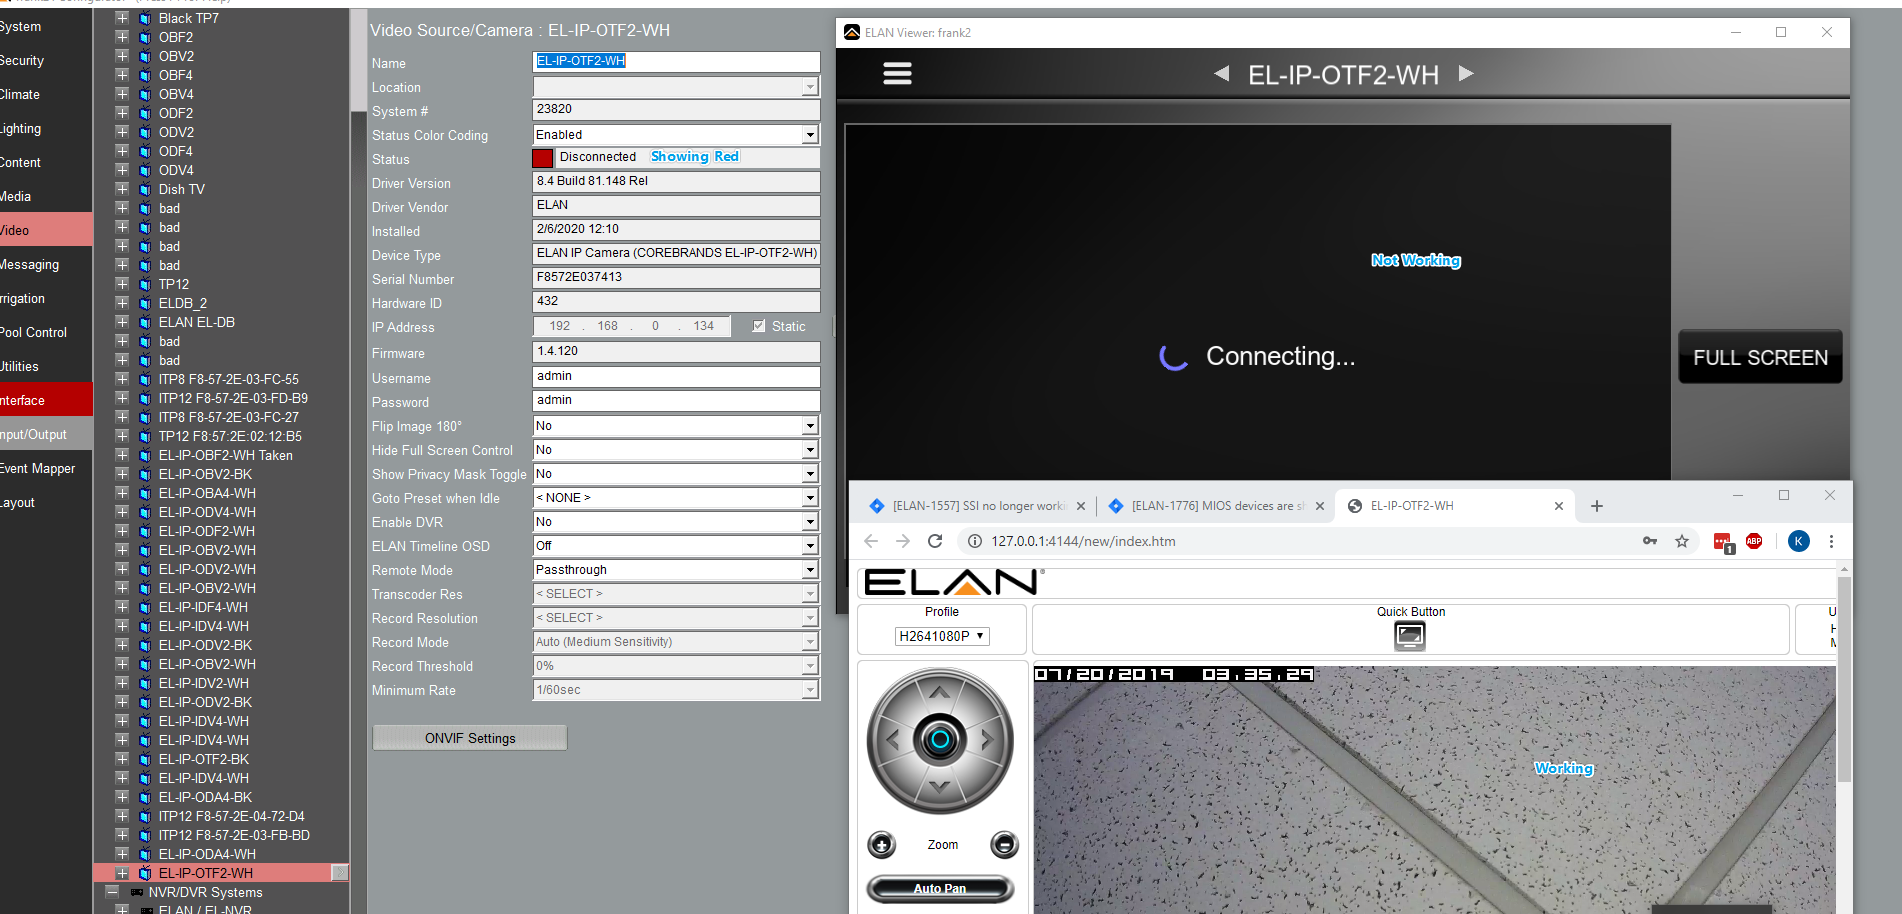 System
Security
Climate
Lighting
Content
Media
Video
Messaging
Irrigation
Pool Control
Utilities
Interface
Input/Output
Event Mapper
Layout
Black TP7
OBF2
OBV2
OBF4
OBV4
ODF2
ODV2
ODF4
ODV4
Dish TV
bad
bad
bad
bad
TP12
ELDB_2
ELAN EL-DB
bad
bad
ITP8 F8-57-2E-03-FC-55
ITP12 F8-57-2E-03-FD-B9
ITP8 F8-57-2E-03-FC-27
TP12 F8:57:2E:02:12:B5
EL-IP-OBF2-WH Taken
EL-IP-OBV2-BK
EL-IP-OBA4-WH
EL-IP-ODV4-WH
EL-IP-ODF2-WH
EL-IP-OBV2-WH
EL-IP-ODV2-WH
EL-IP-OBV2-WH
EL-IP-IDF4-WH
EL-IP-IDV4-WH
EL-IP-ODV2-BK
EL-IP-OBV2-WH
EL-IP-IDV2-WH
EL-IP-ODV2-BK
EL-IP-IDV4-WH
EL-IP-IDV4-WH
EL-IP-OTF2-BK
EL-IP-IDV4-WH
EL-IP-ODA4-BK
ITP12 F8-57-2E-04-72-D4
ITP12 F8-57-2E-03-FB-BD
EL-IP-ODA4-WH
EL-IP-OTF2-WH
NVR/DVR Systems
ELAN / EL-NVR
Video Source/Camera : EL-IP-OTF2-WH
Name EL-IP-OTF2-WH
Location
System # 23820
Status Color Coding Enabled
Status Disconnected Showing Red
Driver Version 8.4 Build 81.148 Rel
Driver Vendor ELAN
Installed 2/6/2020 12:10
Device Type ELAN IP Camera (COREBRANDS EL-IP-OTF2-WH)
Serial Number F8572E037413
Hardware ID 432
IP Address 192 . 168 . 0 . 134 Static
Firmware 1.4.120
Username admin
Password admin
Flip Image 180° No
Hide Full Screen Control No
Show Privacy Mask Toggle No
Goto Preset when Idle < NONE >
Enable DVR No
ELAN Timeline OSD Off
Remote Mode Passthrough
Transcoder Res < SELECT >
Record Resolution < SELECT >
Record Mode Auto (Medium Sensitivity)
Record Threshold 0%
Minimum Rate 1/60sec
ONVIF Settings
ELAN Viewer: frank2
EL-IP-OTF2-WH
Not Working
Connecting...
FULL SCREEN
[ELAN-1557] SSI no longer worki
[ELAN-1776] MIOS devices are sh
EL-IP-OTF2-WH
127.0.0.1:4144/new/index.htm
1
ABP
K
ELAN®
Profile
H2641080P
Quick Button
U
H
M
07/20/2019 03.35.29
Working
Zoom
Auto Pan